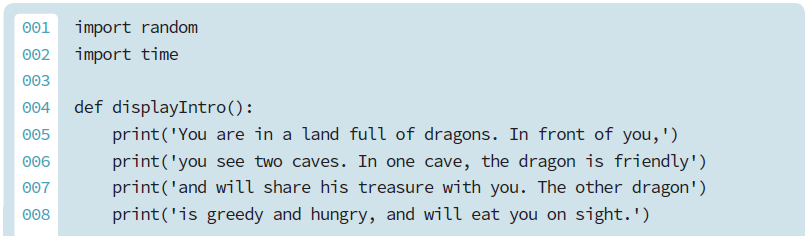 001 import random
002 import time
003
004 def displayIntro():
005     print('You are in a land full of dragons. In front of you,')
006     print('you see two caves. In one cave, the dragon is friendly')
007     print('and will share his treasure with you. The other dragon')
008     print('is greedy and hungry, and will eat you on sight.')